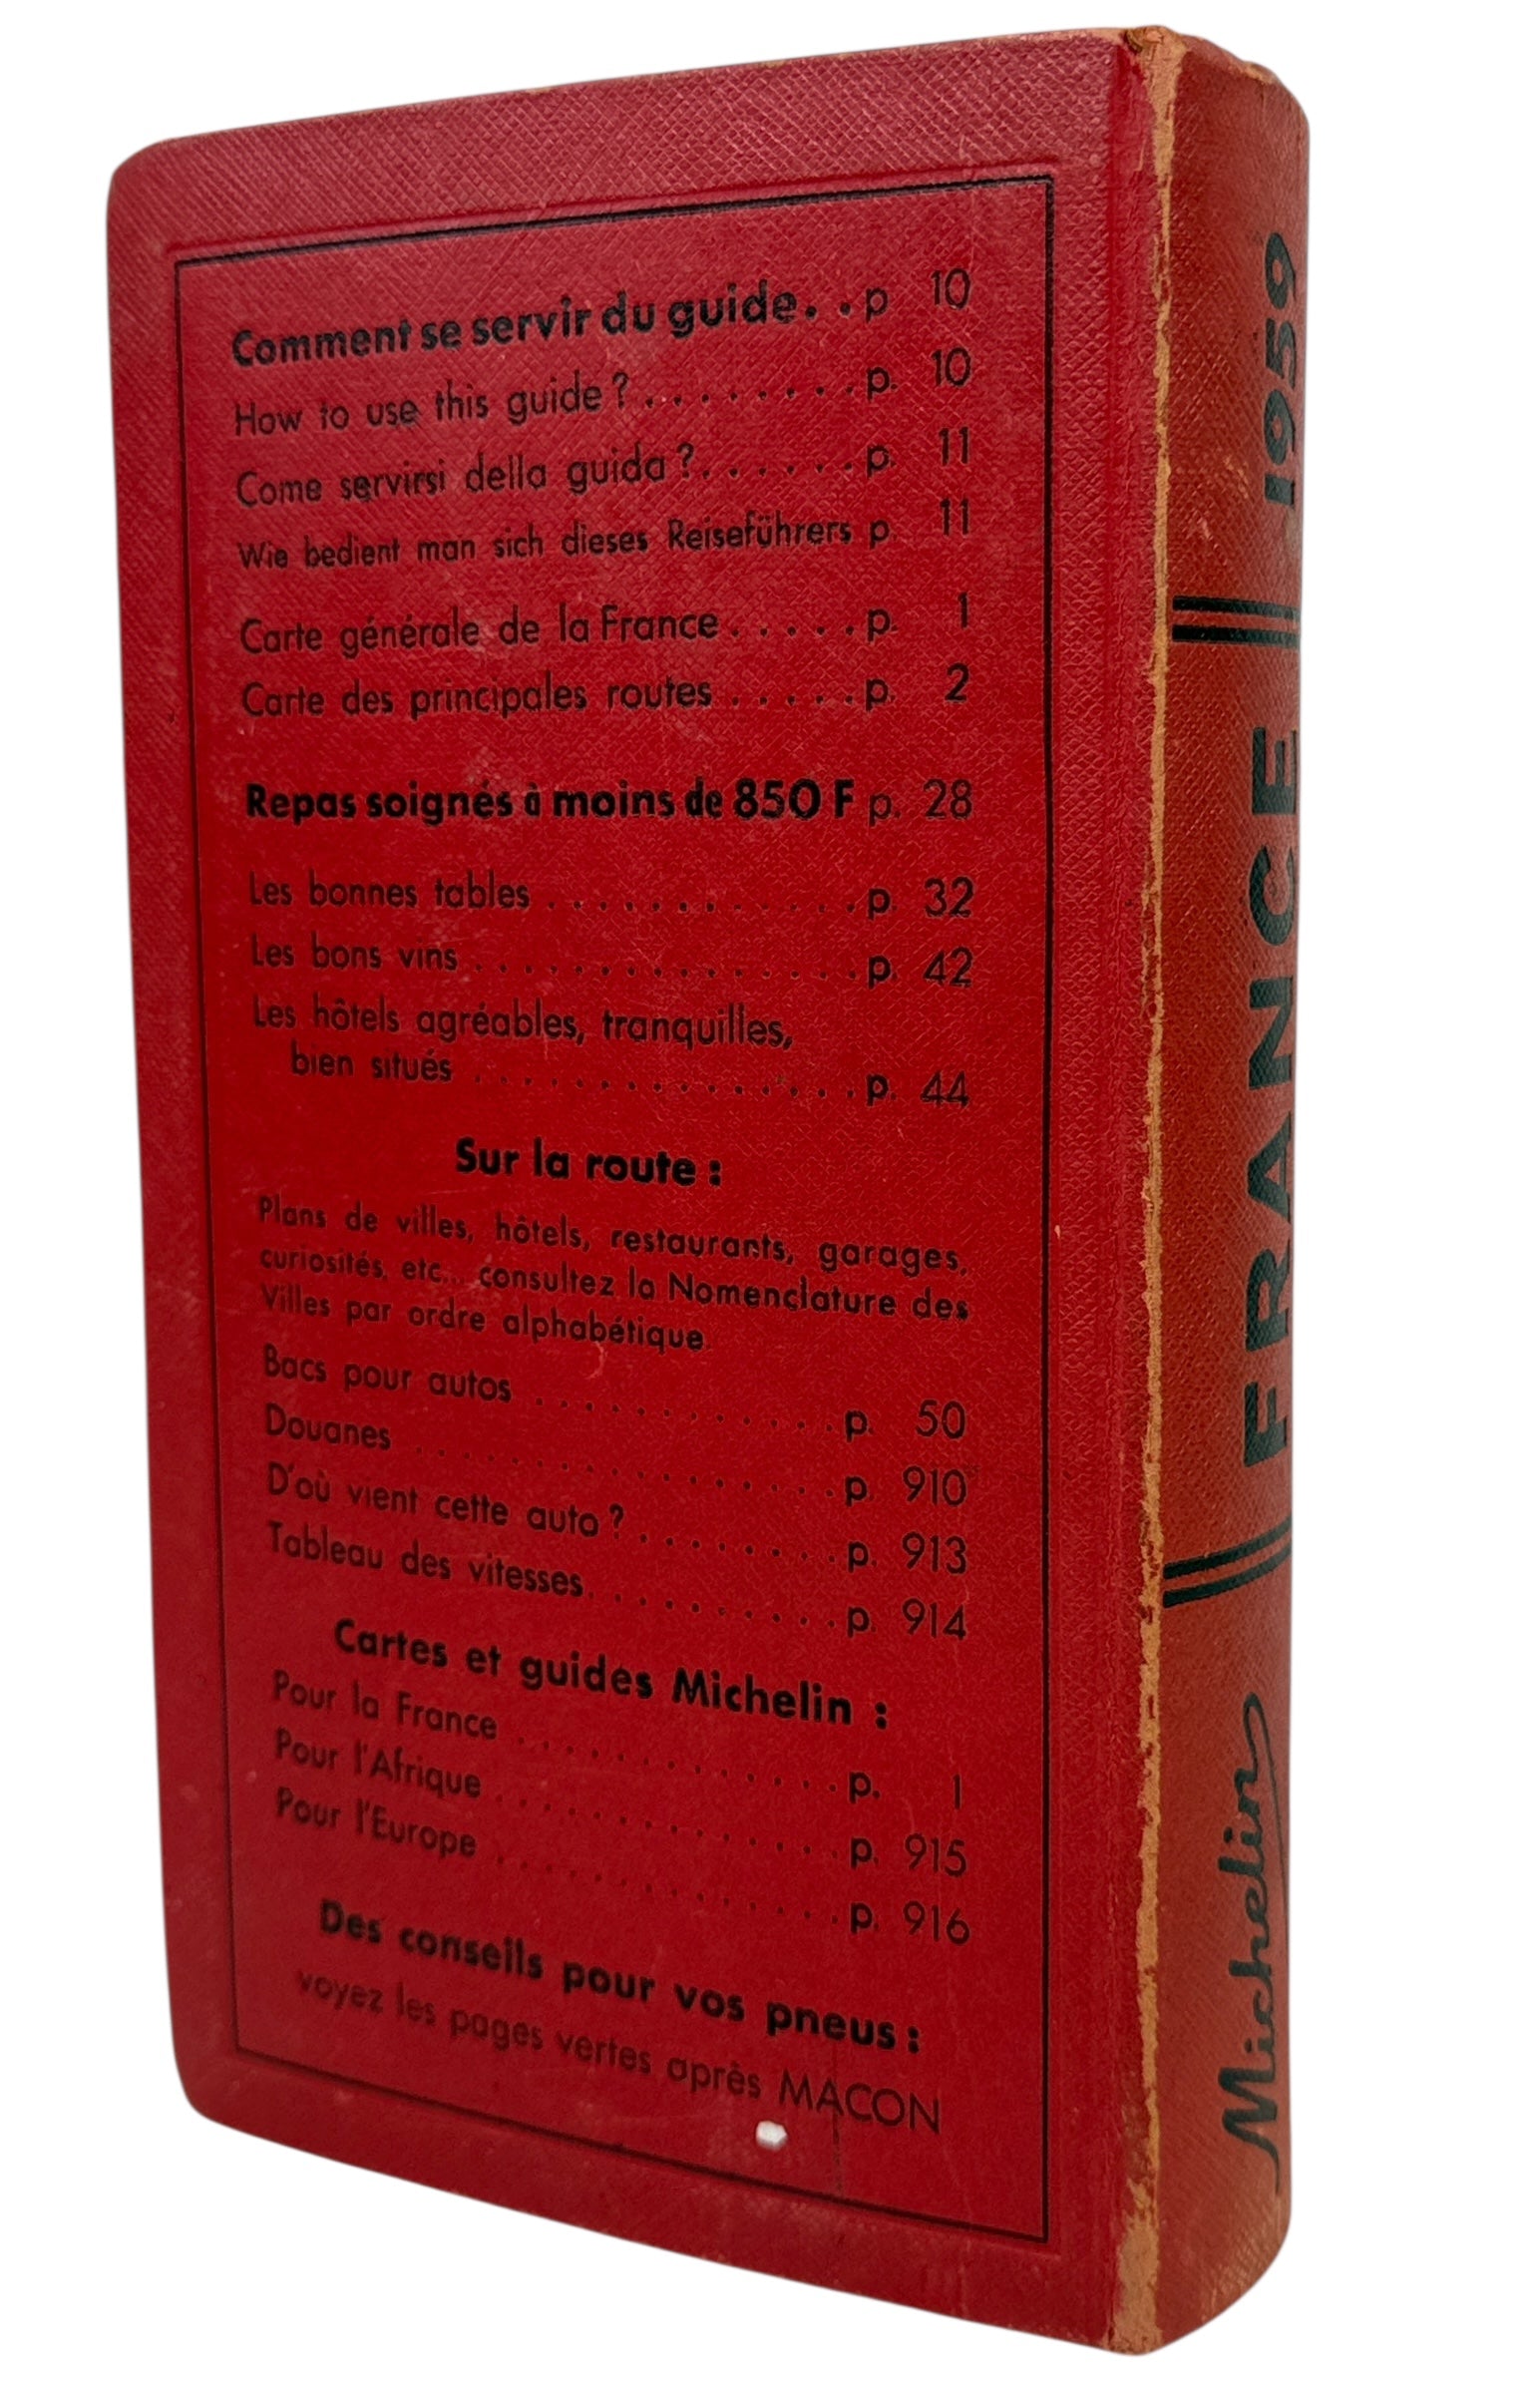 Comment se servir du guide. . p 10
How to use this guide ? . . . . . . . . . p. 10
Come servirsi della guida ? . . . . . . . p. 11
Wie bedient man sich dieses Reiseführers p 11
Carte générale de la France . . . . . p. 1
Carte des principales routes . . . . . p. 2
Repas soignés à moins de 850 F p. 28
Les bonnes tables . . . . . . . . . . . . . p. 32
Les bons vins . . . . . . . . . . . . . . . . p. 42
Les hôtels agréables, tranquilles,
bien situés . . . . . . . . . . . . . . . . p. 44
Sur la route :
Plans de villes, hôtels, restaurants, garages,
curiosités, etc... consultez la Nomenclature des
Villes par ordre alphabétique
Bacs pour autos . . . . . . . . . . . . p. 50
Douanes . . . . . . . . . . . . . . . . . p. 910
D'où vient cette auto ? . . . . . . . . p. 913
Tableau des vitesses. . . . . . . . . . p. 914
Cartes et guides Michelin :
Pour la France . . . . . . . . . . . . . p. 1
Pour l'Afrique . . . . . . . . . . . . . . p. 915
Pour l'Europe . . . . . . . . . . . . . . p. 916
Des conseils pour vos pneus :
voyez les pages vertes après MACON
Michelin FRANCE 1959